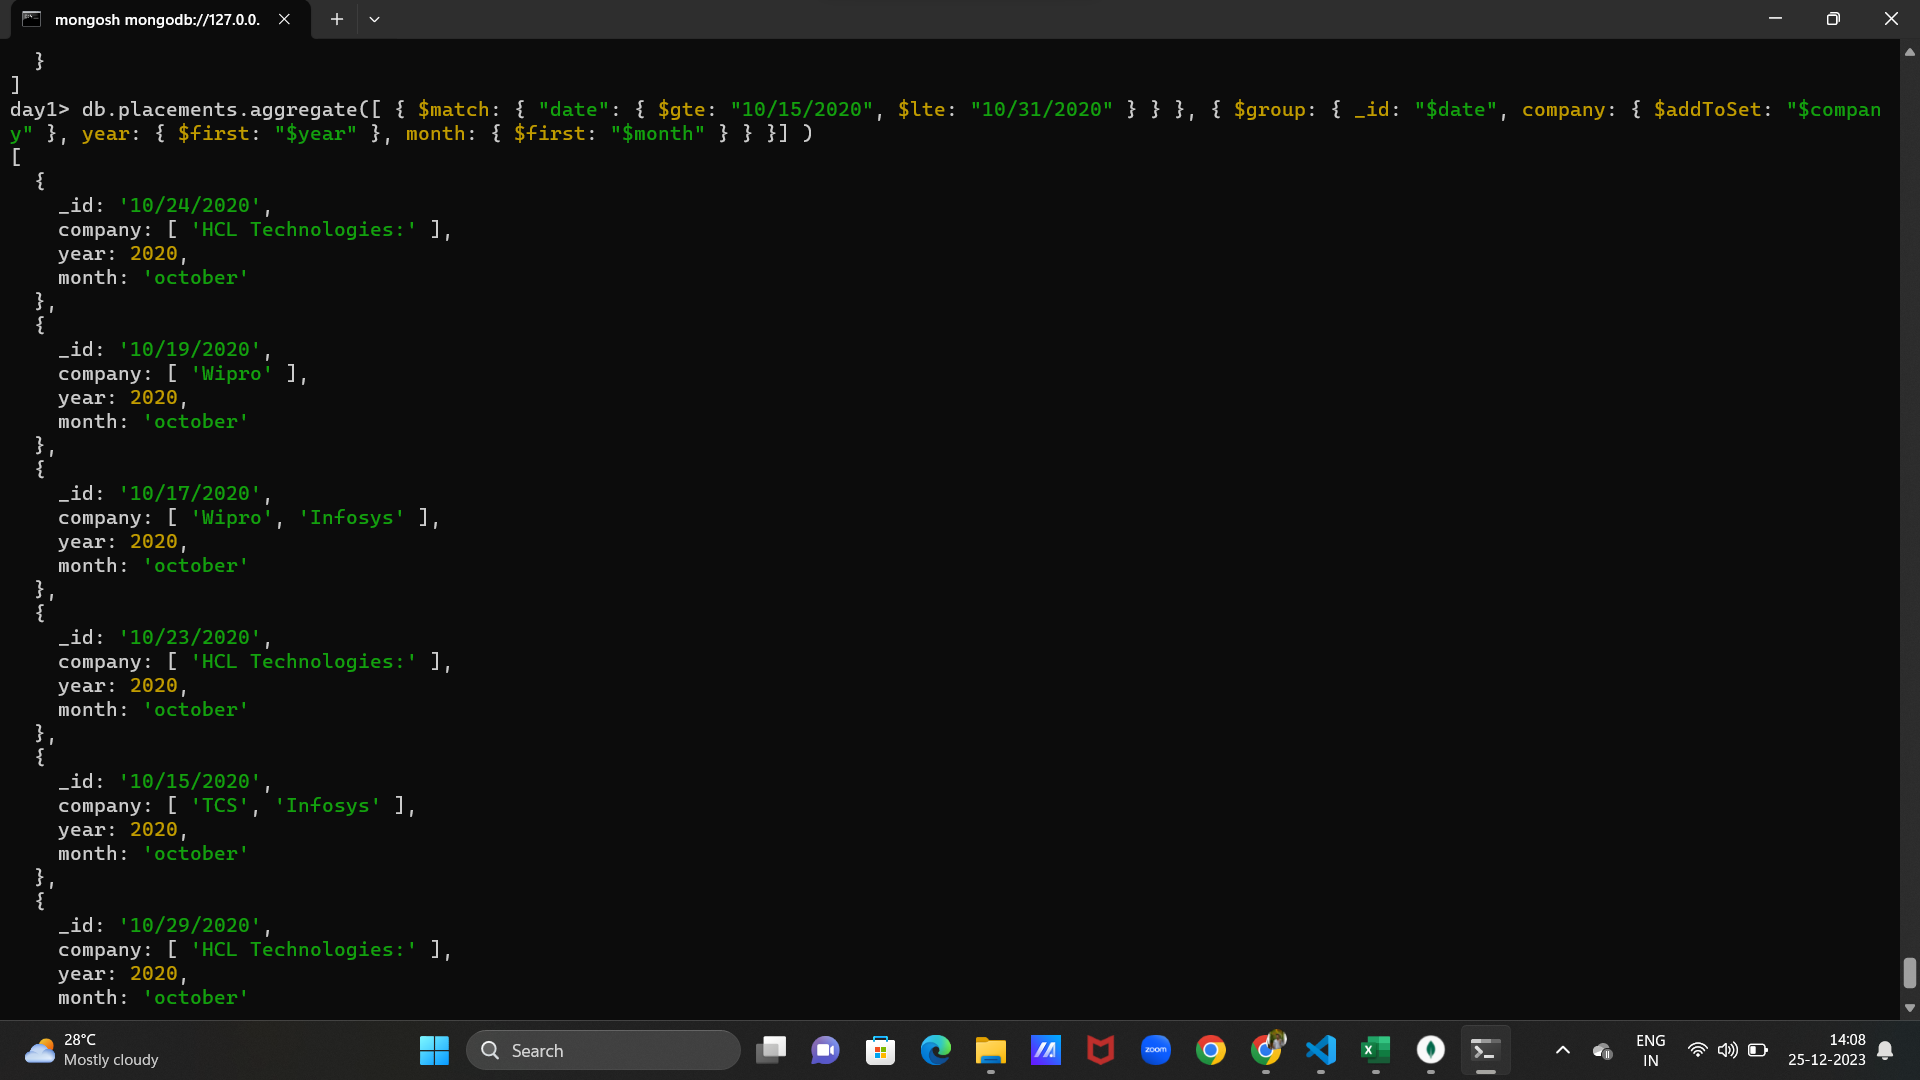 mongosh mongodb://127.0.0.
  }
]
day1> db.placements.aggregate([ { $match: { "date": { $gte: "10/15/2020", $lte: "10/31/2020" } } }, { $group: { _id: "$date", company: { $addToSet: "$compan
y" }, year: { $first: "$year" }, month: { $first: "$month" } } }] )
[
  {
    _id: '10/24/2020',
    company: [ 'HCL Technologies:' ],
    year: 2020,
    month: 'october'
  },
  {
    _id: '10/19/2020',
    company: [ 'Wipro' ],
    year: 2020,
    month: 'october'
  },
  {
    _id: '10/17/2020',
    company: [ 'Wipro', 'Infosys' ],
    year: 2020,
    month: 'october'
  },
  {
    _id: '10/23/2020',
    company: [ 'HCL Technologies:' ],
    year: 2020,
    month: 'october'
  },
  {
    _id: '10/15/2020',
    company: [ 'TCS', 'Infosys' ],
    year: 2020,
    month: 'october'
  },
  {
    _id: '10/29/2020',
    company: [ 'HCL Technologies:' ],
    year: 2020,
    month: 'october'
28°C
Mostly cloudy
Search
zoom
ENG
IN
14:08
25-12-2023